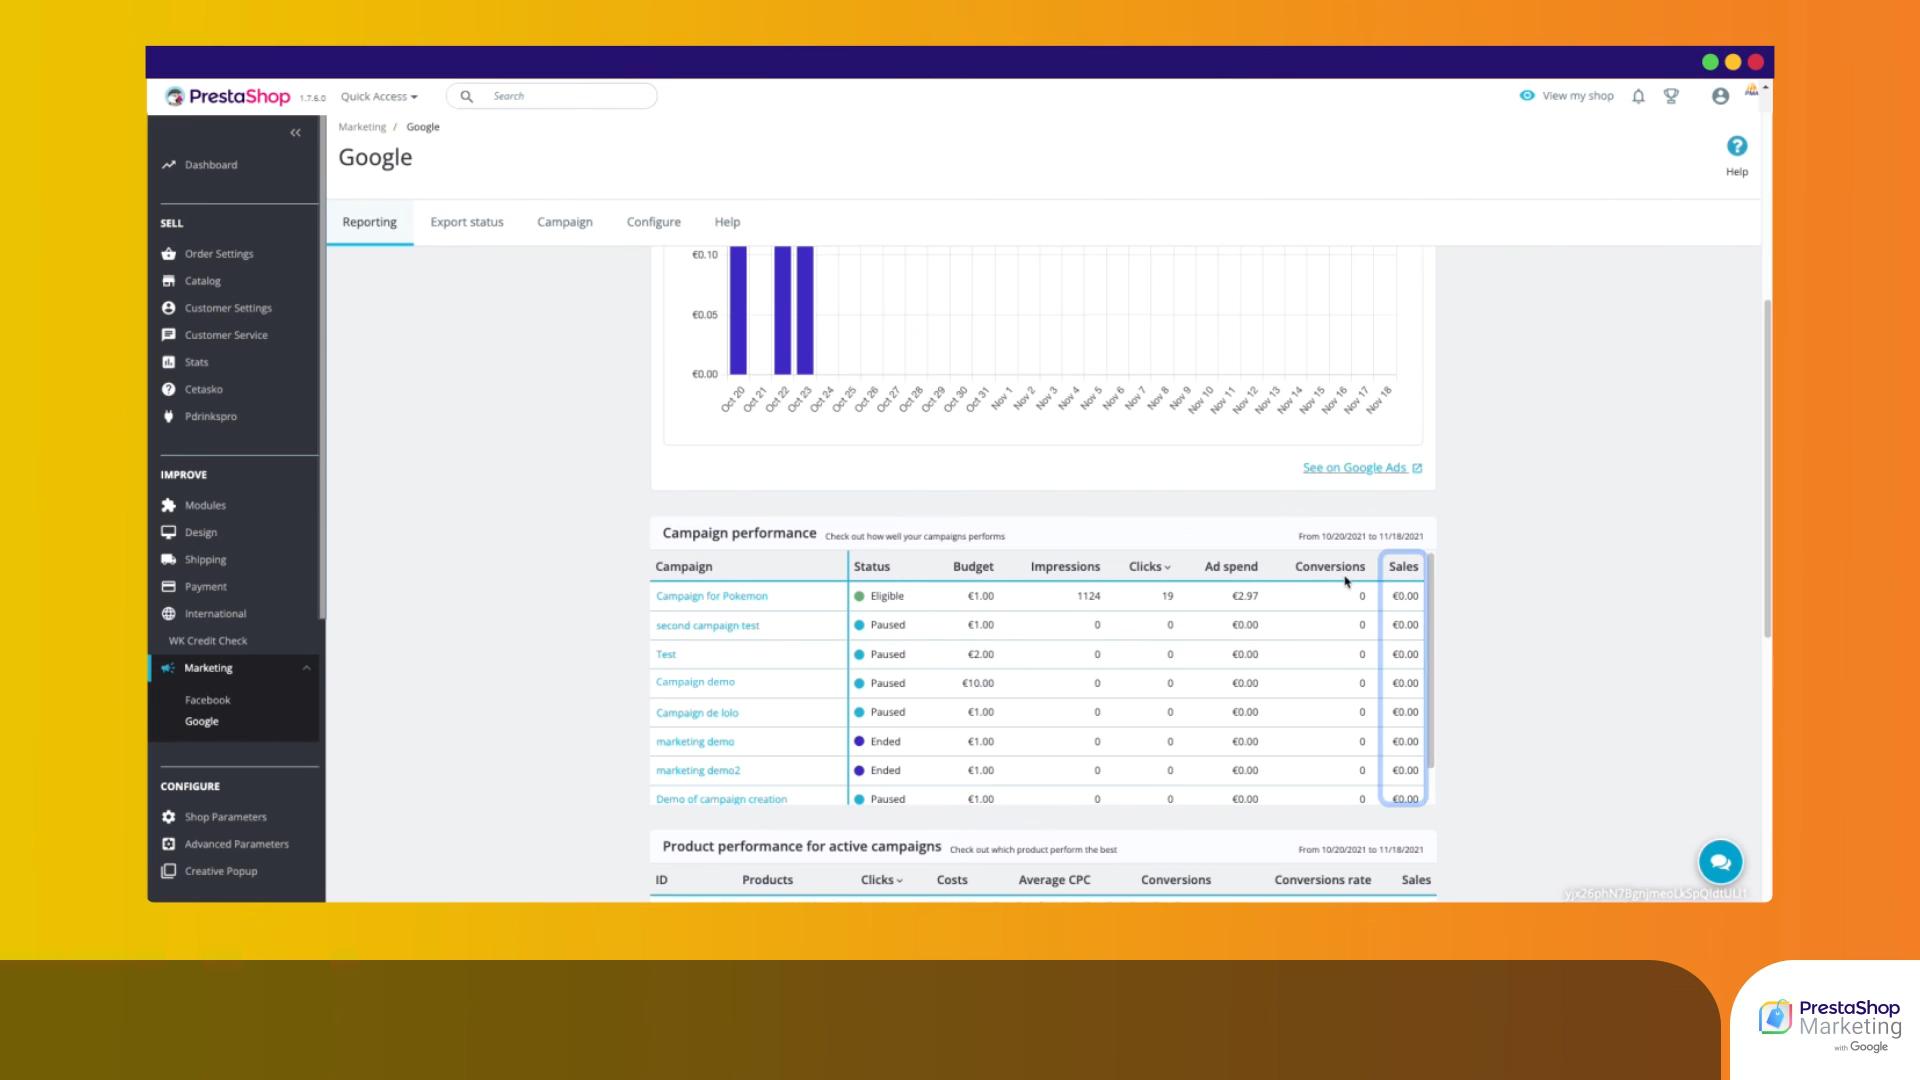 PrestaShop 1.7.6.0 Quick Access Search View my shop
Marketing / Google
Google
Help
Reporting Export status Campaign Configure Help
Dashboard
SELL
Order Settings
Catalog
Customer Settings
Customer Service
Stats
Cetasko
Pdrinkspro
IMPROVE
Modules
Design
Shipping
Payment
International
WK Credit Check
Marketing
Facebook
Google
CONFIGURE
Shop Parameters
Advanced Parameters
Creative Popup
€0.10
€0.05
€0.00
Oct 20 Oct 21 Oct 22 Oct 23 Oct 24 Oct 25 Oct 26 Oct 27 Oct 28 Oct 29 Oct 30 Oct 31 Nov 1 Nov 2 Nov 3 Nov 4 Nov 5 Nov 6 Nov 7 Nov 8 Nov 9 Nov 10 Nov 11 Nov 12 Nov 13 Nov 14 Nov 15 Nov 16 Nov 17 Nov 18
See on Google Ads
Campaign performance Check out how well your campaigns performs From 10/20/2021 to 11/18/2021
Campaign Status Budget Impressions Clicks Ad spend Conversions Sales
Campaign for Pokemon Eligible €1.00 1124 19 €2.97 0 €0.00
second campaign test Paused €1.00 0 0 €0.00 0 €0.00
Test Paused €2.00 0 0 €0.00 0 €0.00
Campaign demo Paused €10.00 0 0 €0.00 0 €0.00
Campaign de lolo Paused €1.00 0 0 €0.00 0 €0.00
marketing demo Ended €1.00 0 0 €0.00 0 €0.00
marketing demo2 Ended €1.00 0 0 €0.00 0 €0.00
Demo of campaign creation Paused €1.00 0 0 €0.00 0 €0.00
Product performance for active campaigns Check out which product perform the best From 10/20/2021 to 11/18/2021
ID Products Clicks Costs Average CPC Conversions Conversions rate Sales
PrestaShop
Marketing
with Google